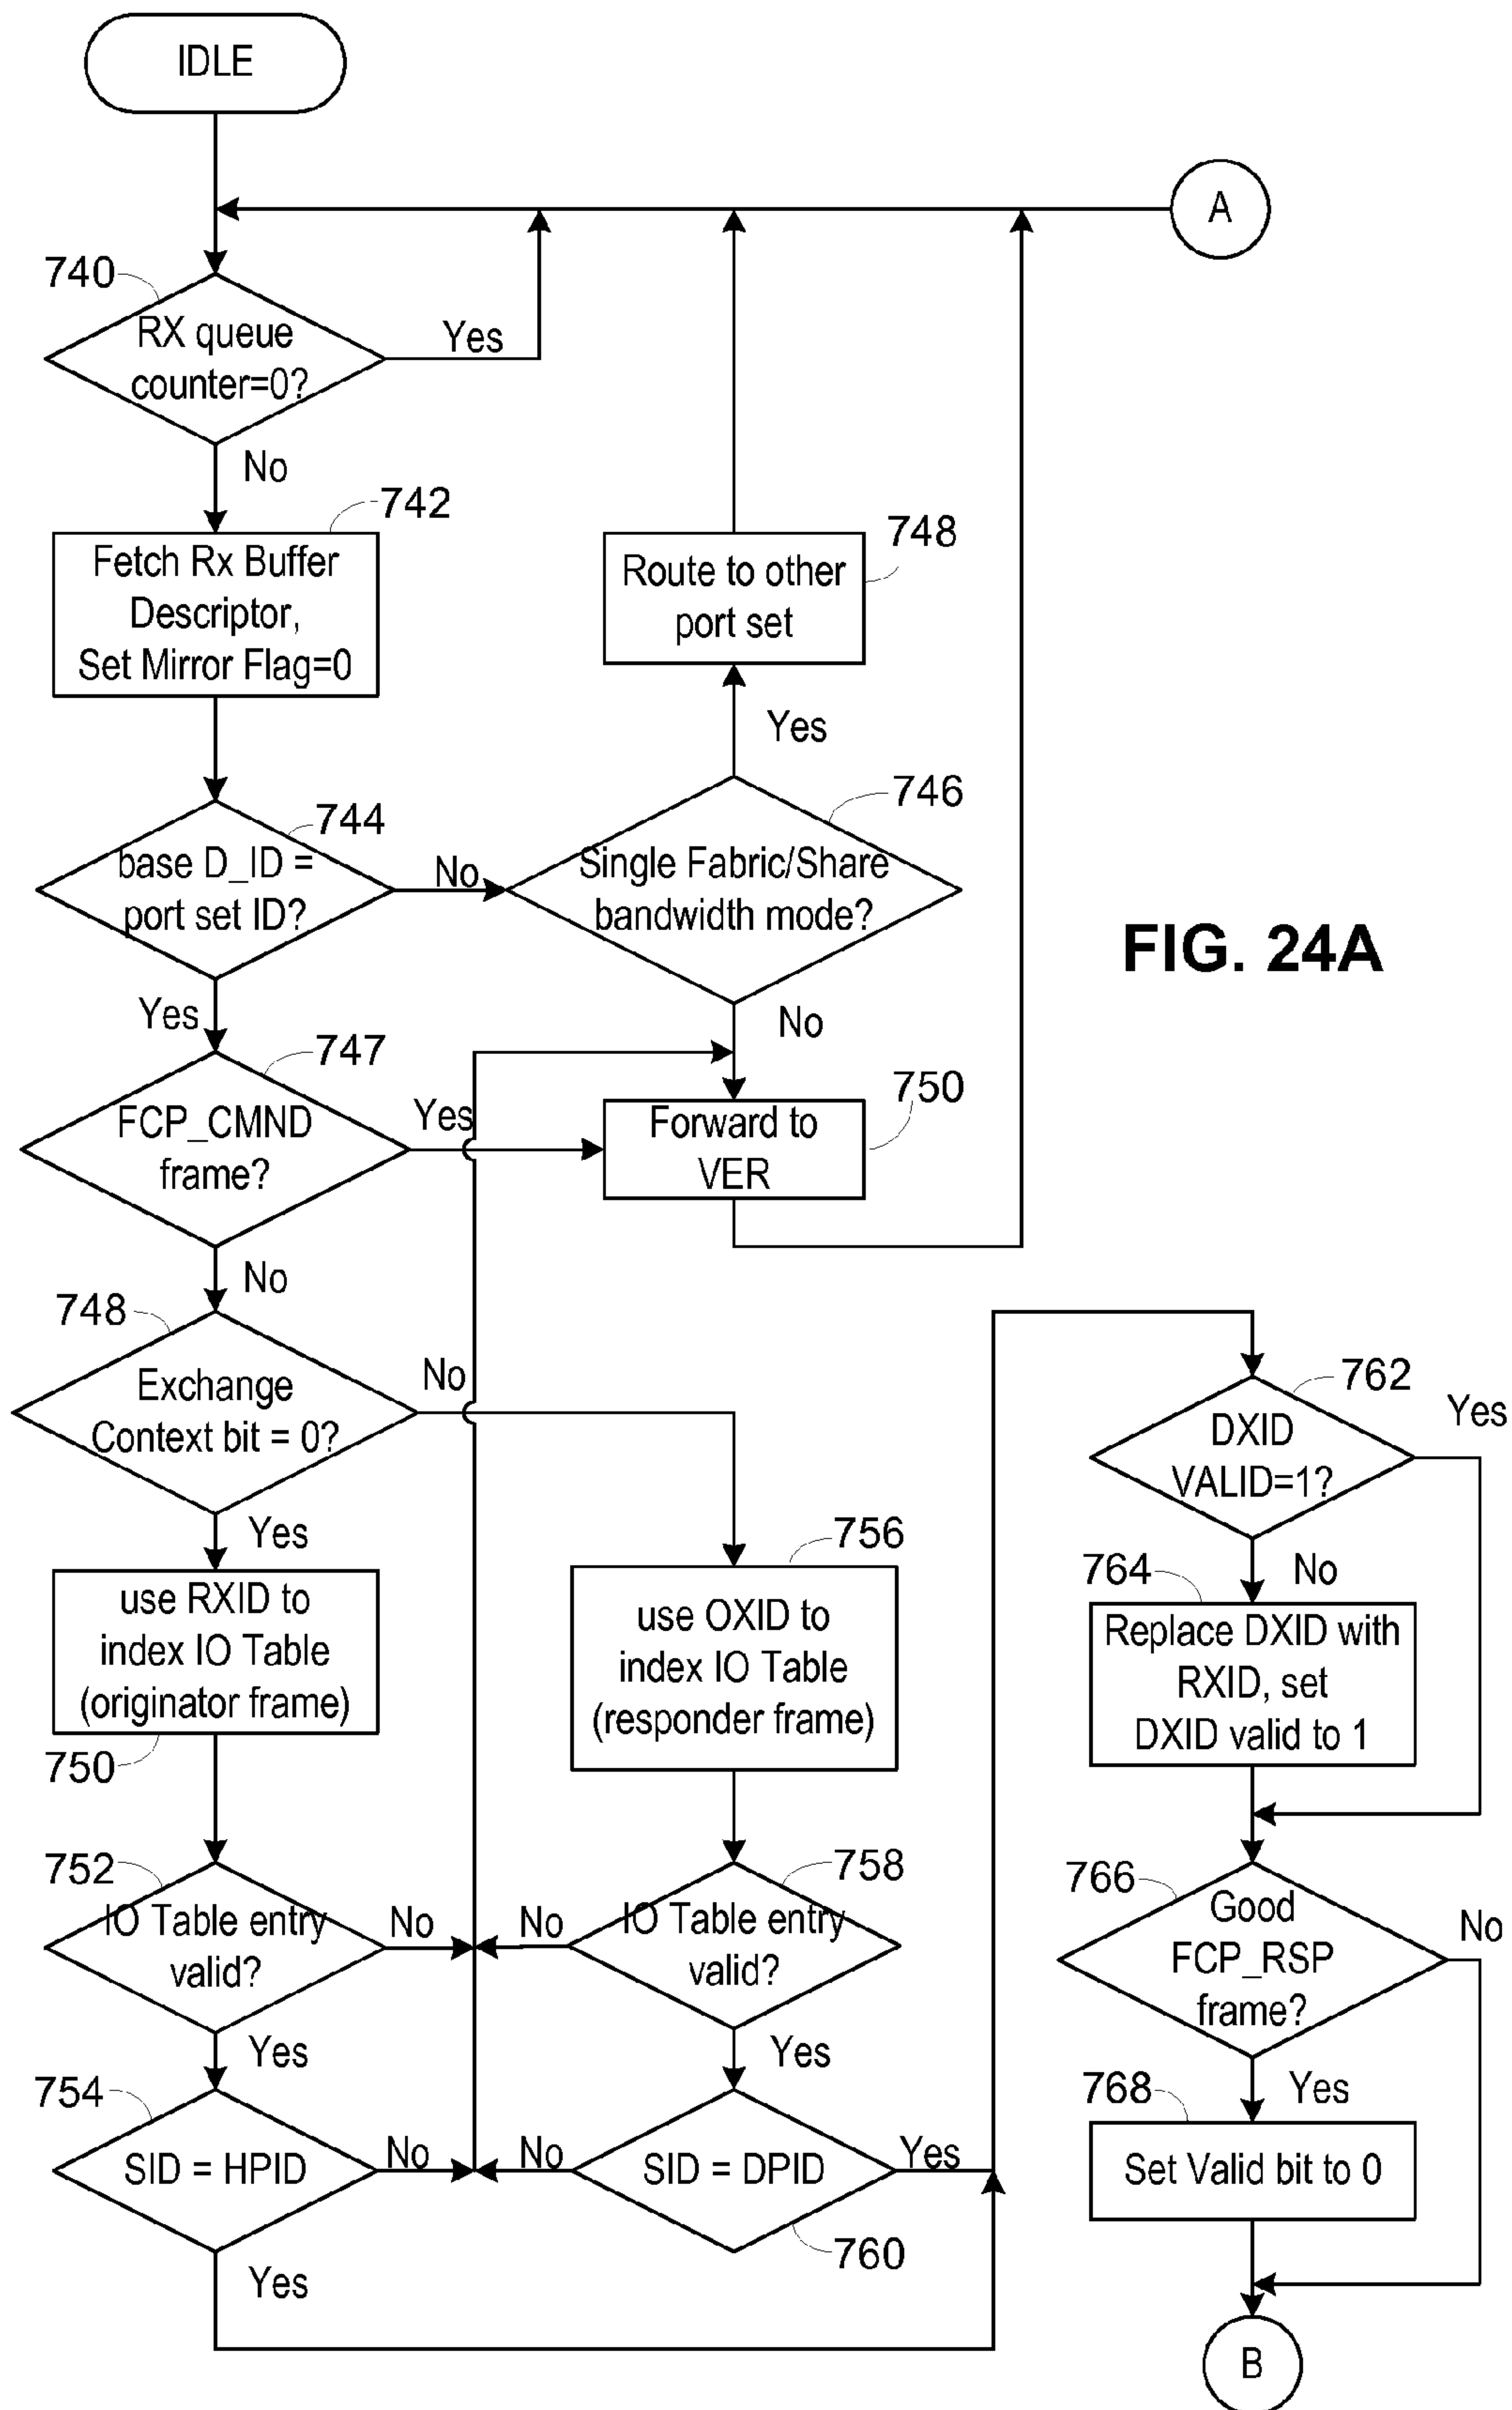 IDLE
A
740
RX queue
counter=0?
Yes
No
742
Fetch Rx Buffer
Descriptor,
Set Mirror Flag=0
748
Route to other
port set
Yes
744
base D_ID =
port set ID?
No
746
Single Fabric/Share
bandwidth mode?
FIG. 24A
Yes
No
747
FCP_CMND
frame?
Yes
750
Forward to
VER
No
748
Exchange
Context bit = 0?
No
Yes
750
use RXID to
index IO Table
(originator frame)
756
use OXID to
index IO Table
(responder frame)
752
IO Table entry
valid?
No
No
758
IO Table entry
valid?
Yes
Yes
754
SID = HPID
No
No
SID = DPID
Yes
760
Yes
762
DXID
VALID=1?
Yes
No
764
Replace DXID with
RXID, set
DXID valid to 1
766
Good
FCP_RSP
frame?
No
Yes
768
Set Valid bit to 0
B